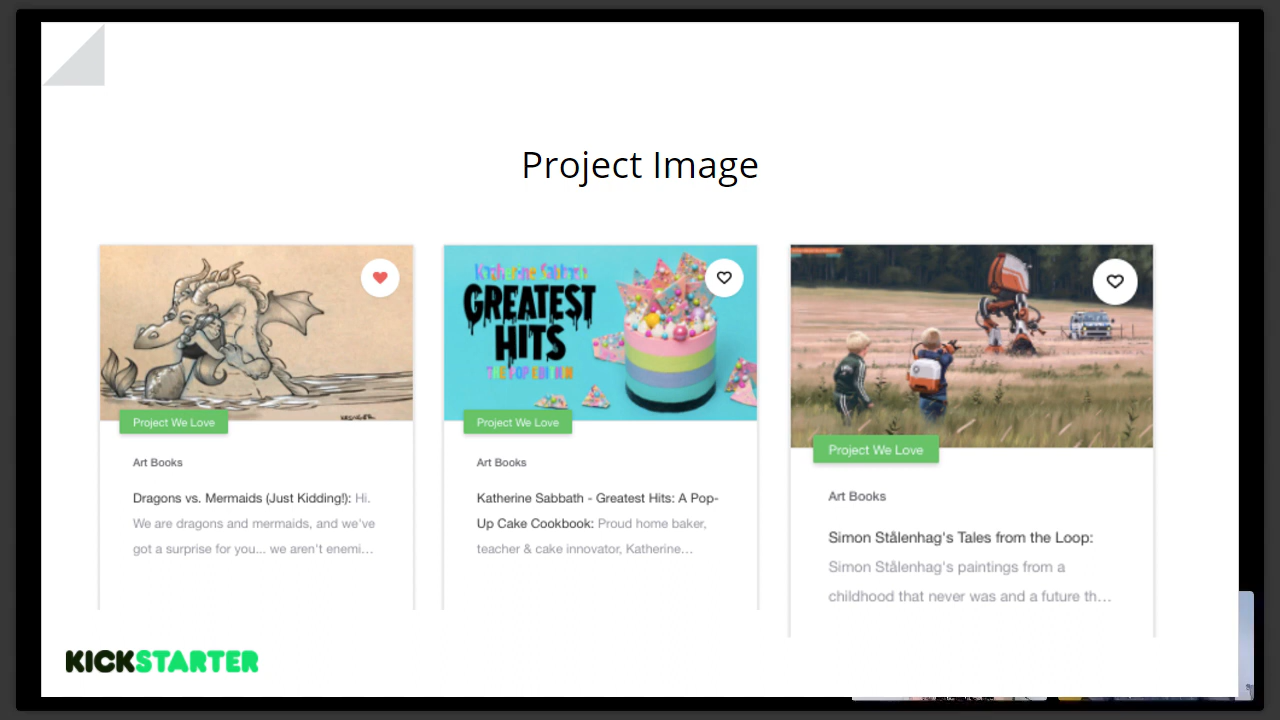 Project Image
Katherine Sabbath
GREATEST
HITS
Project We Love
Art Books
Dragons vs. Mermaids (Just Kidding!): Hi.
We are dragons and mermaids, and we've
got a surprise for you... we aren't enemi...
Project We Love
Art Books
Katherine Sabbath - Greatest Hits: A Pop-
Up Cake Cookbook: Proud home baker,
teacher & cake innovator, Katherine...
Project We Love
Art Books
Simon Stålenhag's Tales from the Loop:
Simon Stålenhag's paintings from a
childhood that never was and a future th...
KICKSTARTER